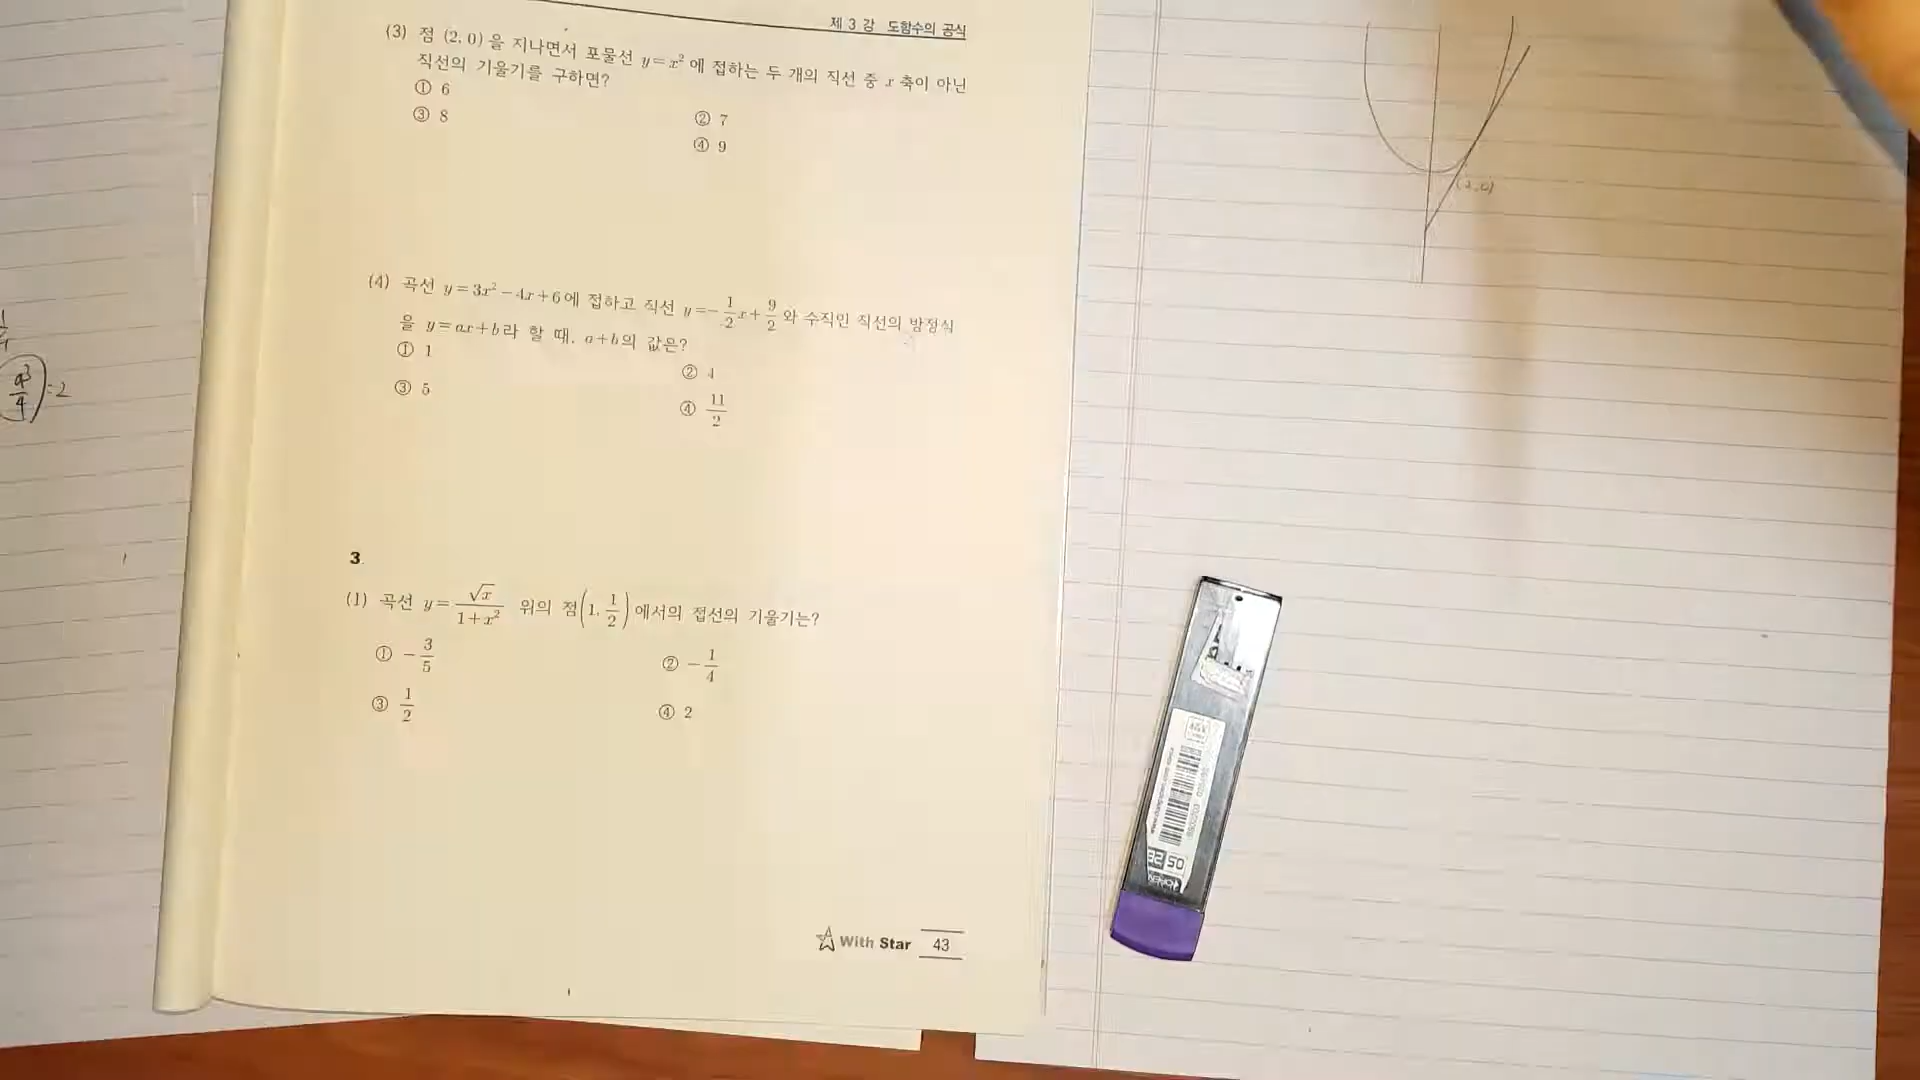 제 3 강 도함수의 공식
(3) 점 (2, 0) 을 지나면서 포물선 y=x² 에 접하는 두 개의 직선 중 x 축이 아닌
직선의 기울기를 구하면?
① 6
② 7
③ 8
④ 9
(4) 곡선 y=3x²-4x+6에 접하고 직선 y=-1/2x+9/2 와 수직인 직선의 방정식
을 y=ax+b라 할 때, a+b의 값은?
① 1
② 4
③ 5
④ 11/2
3.
(1) 곡선 y=√x/(1+x²) 위의 점(1, 1/2)에서의 접선의 기울기는?
① -3/5
② -1/4
③ 1/2
④ 2
With Star 43
(2,0)